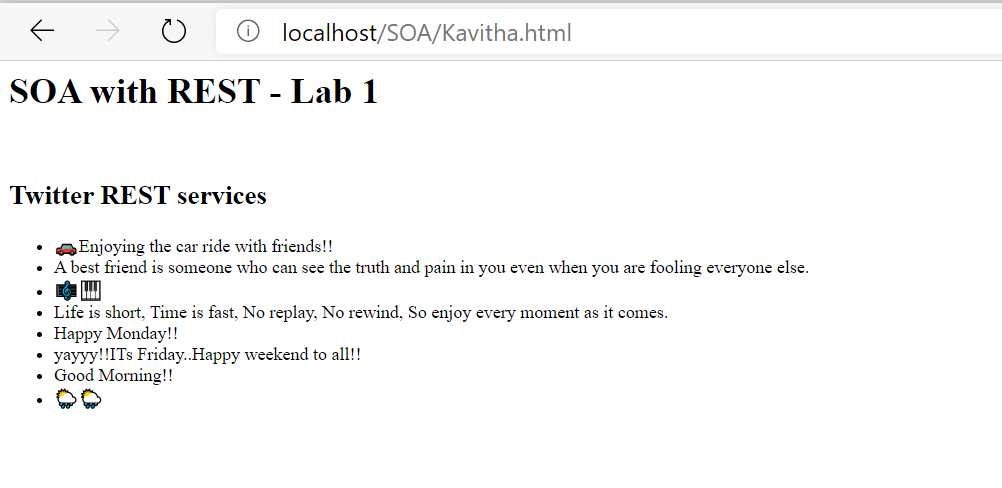 localhost/SOA/Kavitha.html
SOA with REST - Lab 1
Twitter REST services
• 🚗Enjoying the car ride with friends!!
• A best friend is someone who can see the truth and pain in you even when you are fooling everyone else.
• 🎼🎹
• Life is short, Time is fast, No replay, No rewind, So enjoy every moment as it comes.
• Happy Monday!!
• yayyy!!ITs Friday..Happy weekend to all!!
• Good Morning!!
• 🌦🌦